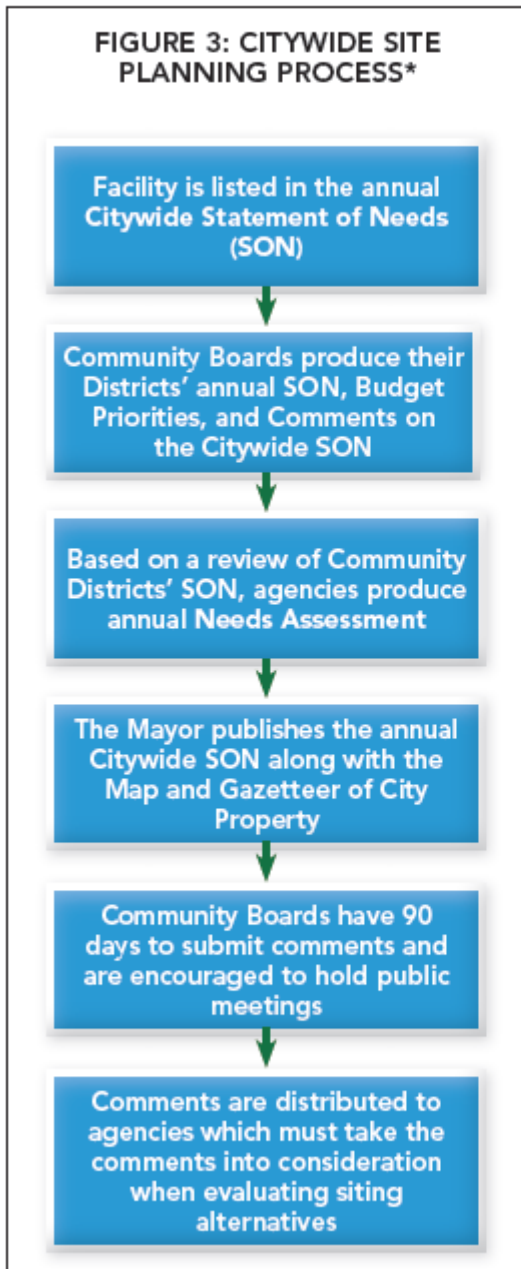 FIGURE 3: CITYWIDE SITE
PLANNING PROCESS*
Facility is listed in the annual
Citywide Statement of Needs
(SON)
Community Boards produce their
Districts' annual SON, Budget
Priorities, and Comments on
the Citywide SON
Based on a review of Community
Districts' SON, agencies produce
annual Needs Assessment
The Mayor publishes the annual
Citywide SON along with the
Map and Gazetteer of City
Property
Community Boards have 90
days to submit comments and
are encouraged to hold public
meetings
Comments are distributed to
agencies which must take the
comments into consideration
when evaluating siting
alternatives